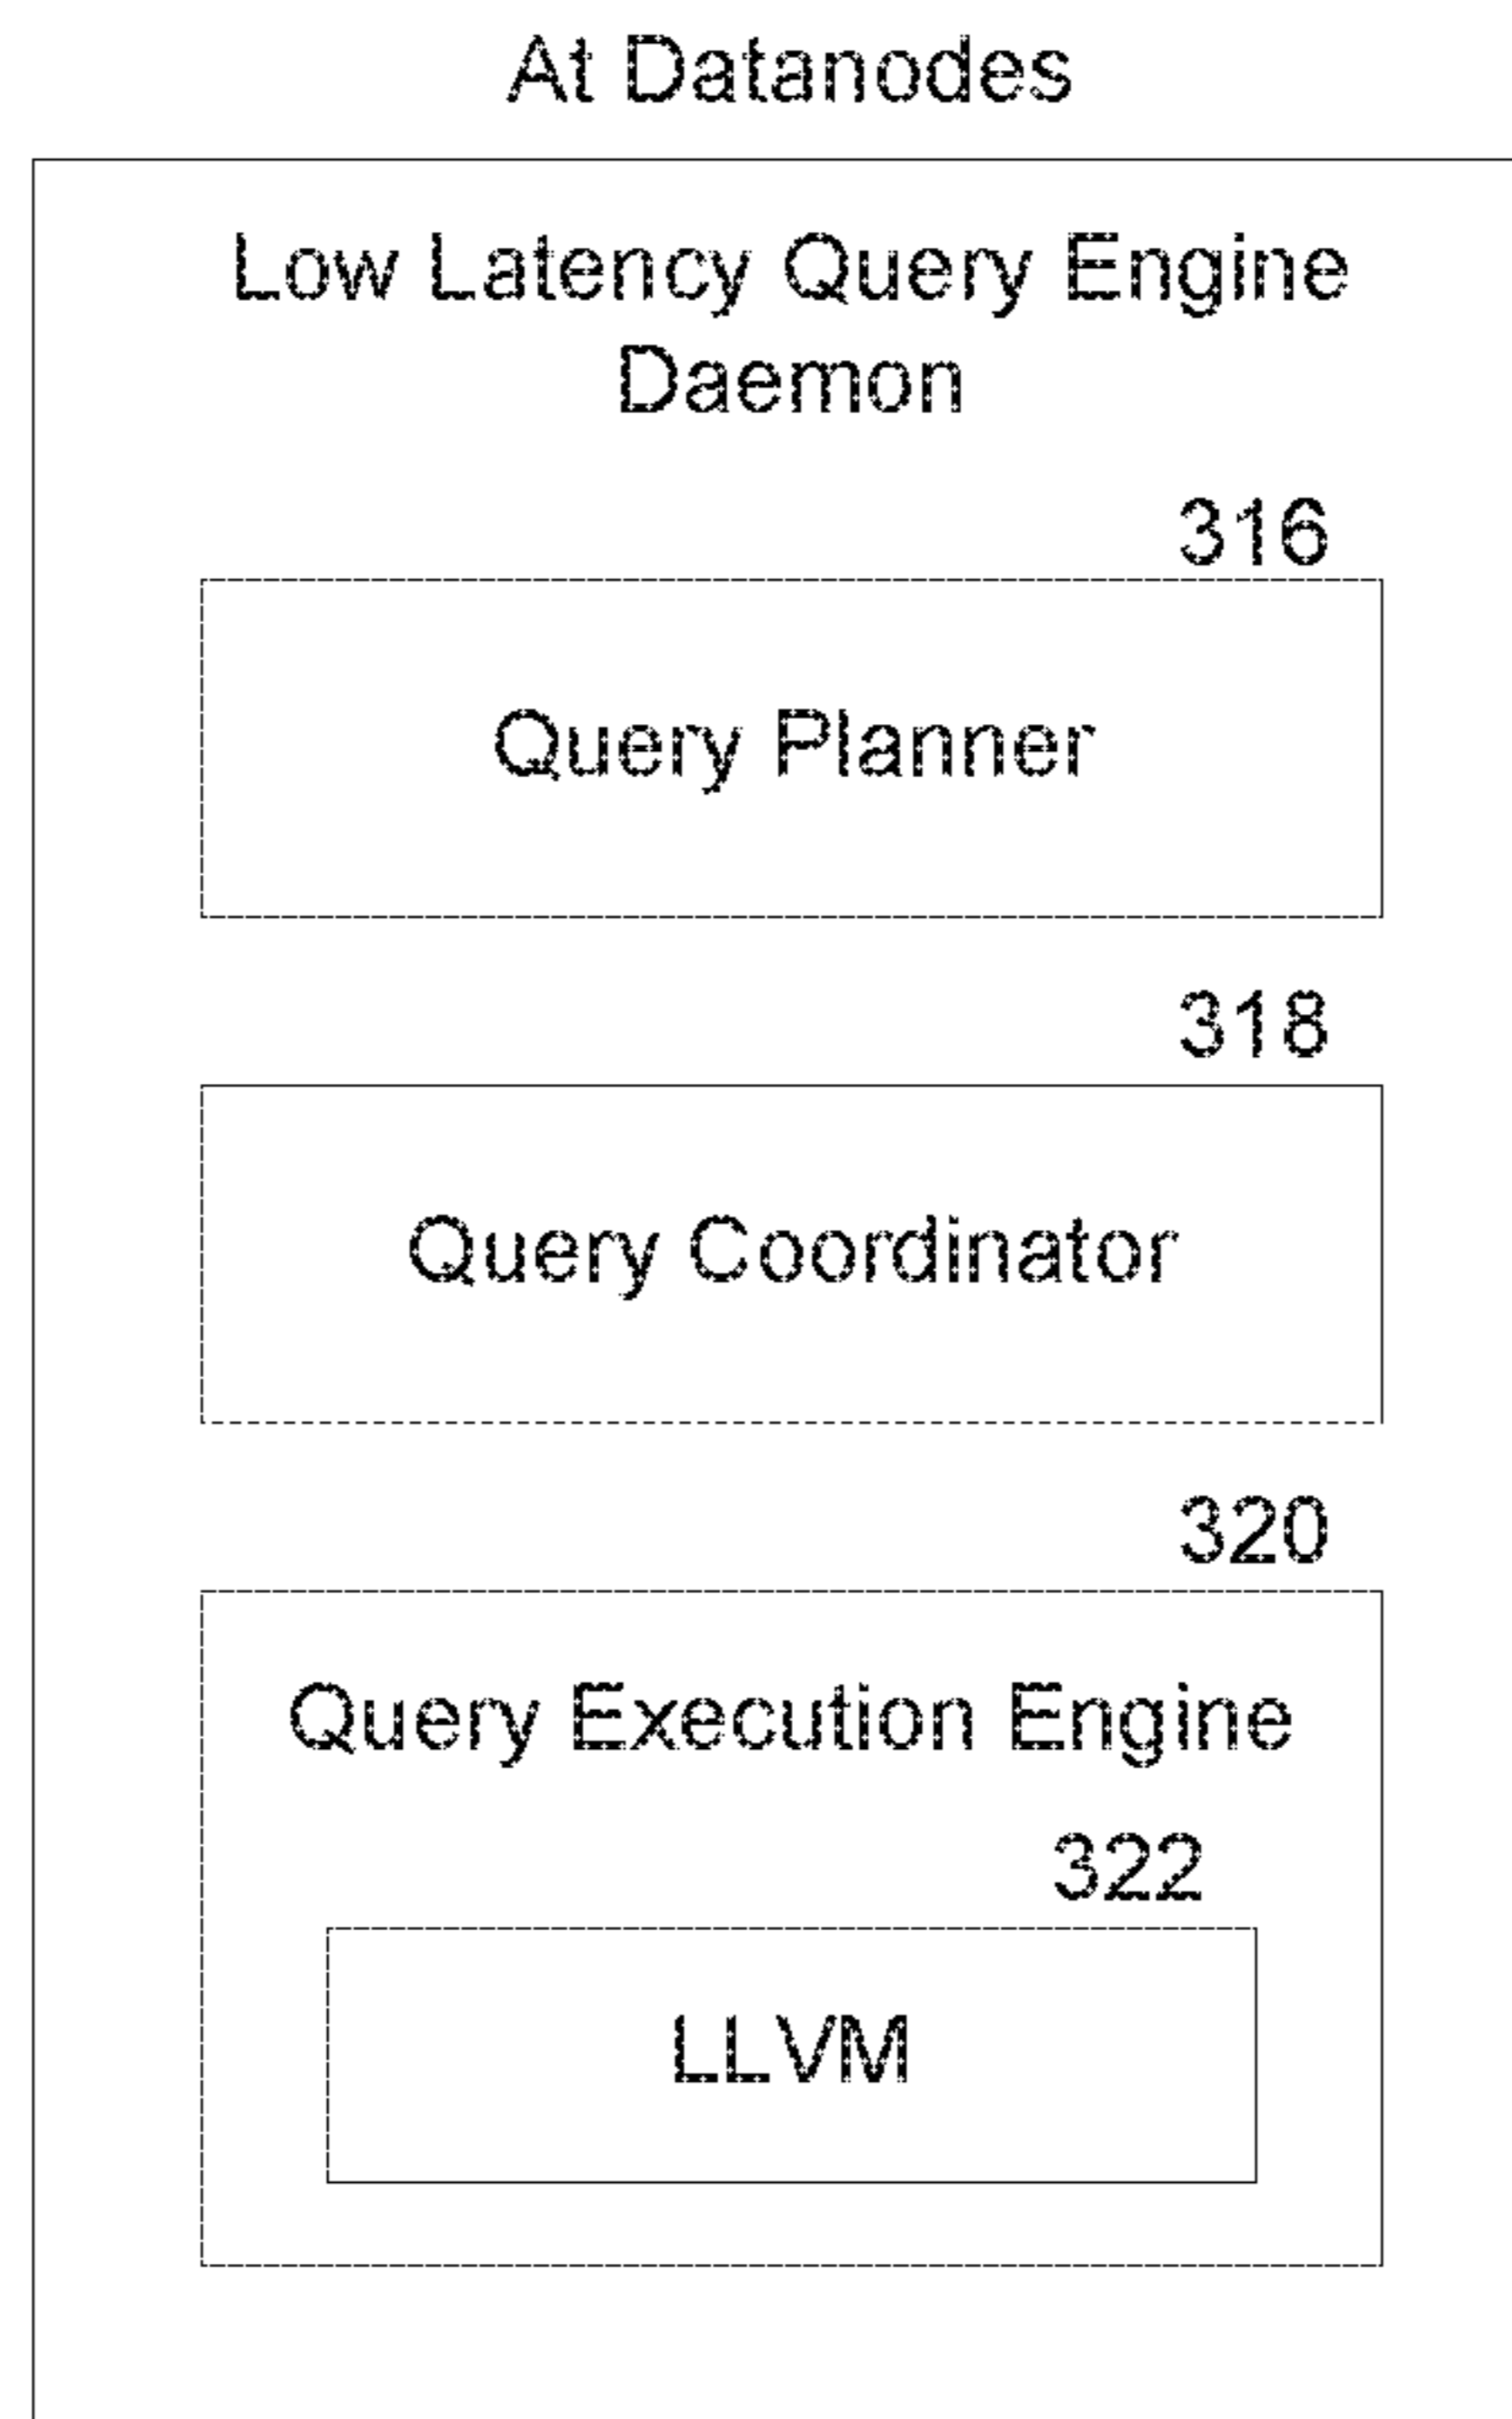 At Datanodes
Low Latency Query Engine
Daemon
316
Query Planner
318
Query Coordinator
320
Query Execution Engine
322
LLVM